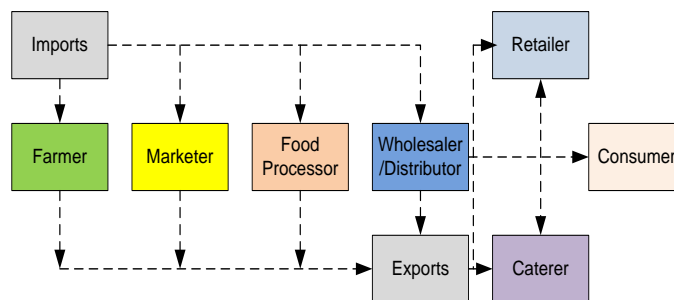 Imports
Retailer
Farmer
Marketer
Food
Processor
Wholesaler
/Distributor
Consumer
Exports
Caterer